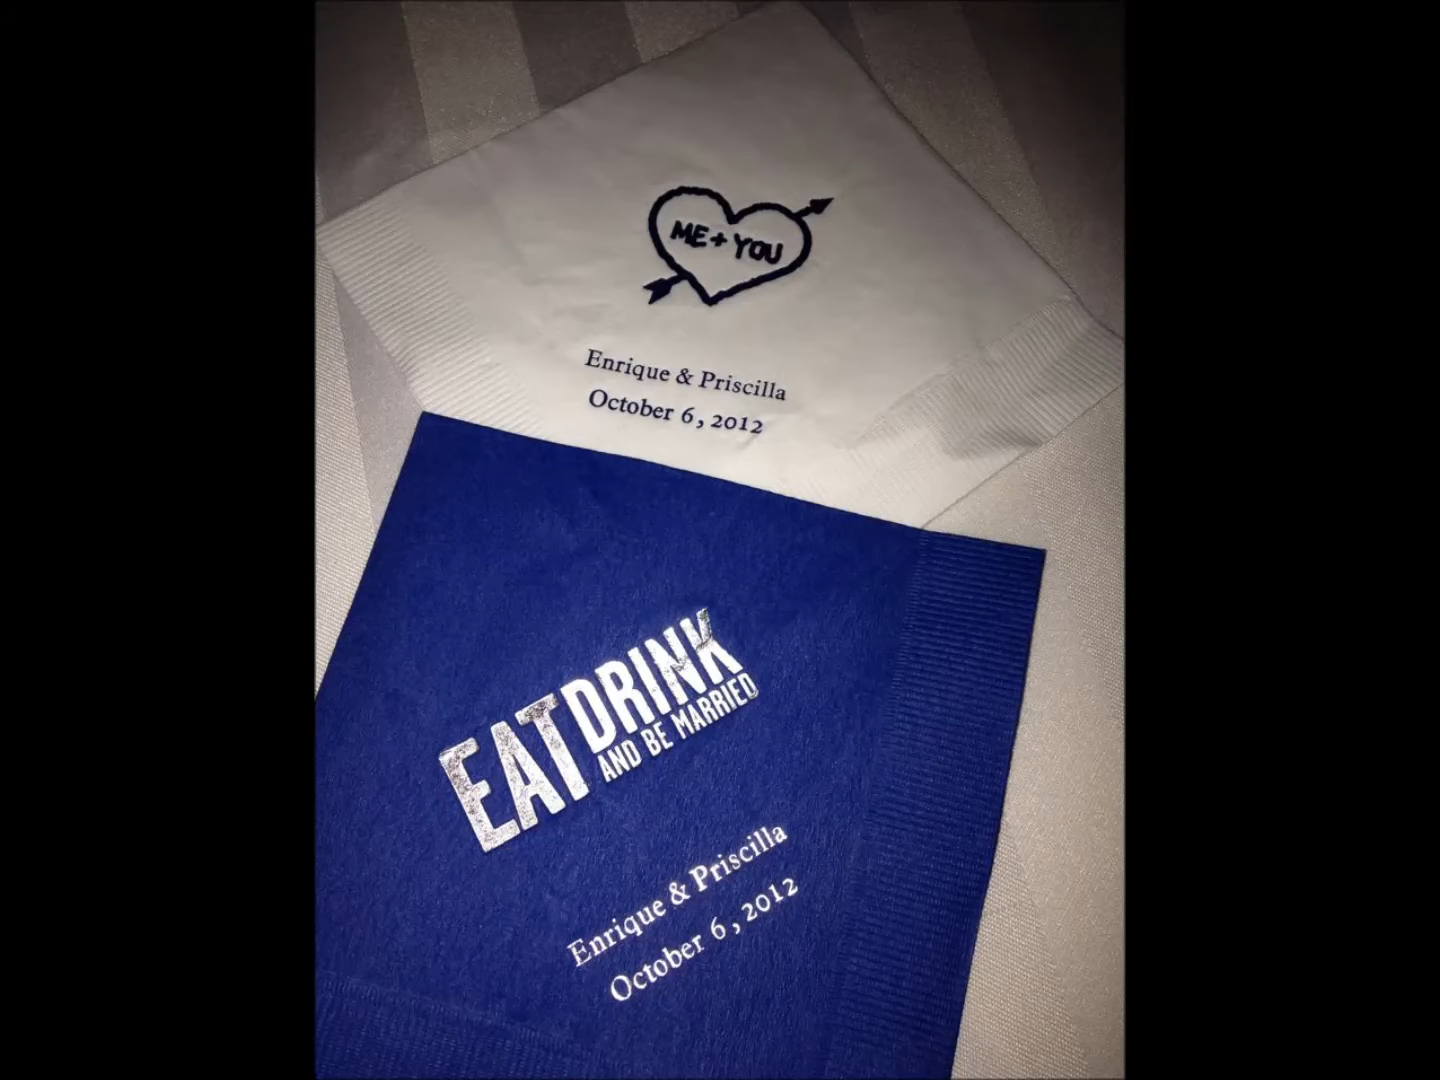 ME + YOU
Enrique & Priscilla
October 6, 2012
EAT DRINK
AND BE MARRIED
Enrique & Priscilla
October 6, 2012